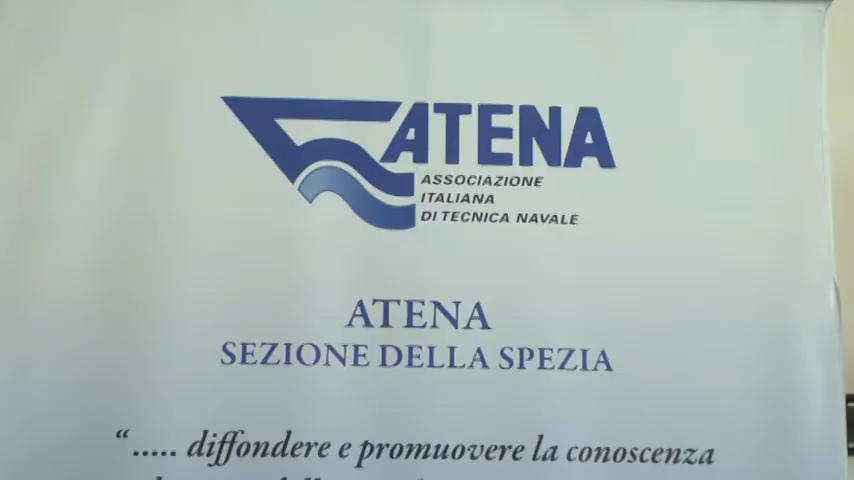 ATENA
ASSOCIAZIONE
ITALIANA
DI TECNICA NAVALE
ATENA
SEZIONE DELLA SPEZIA
“..... diffondere e promuovere la conoscenza